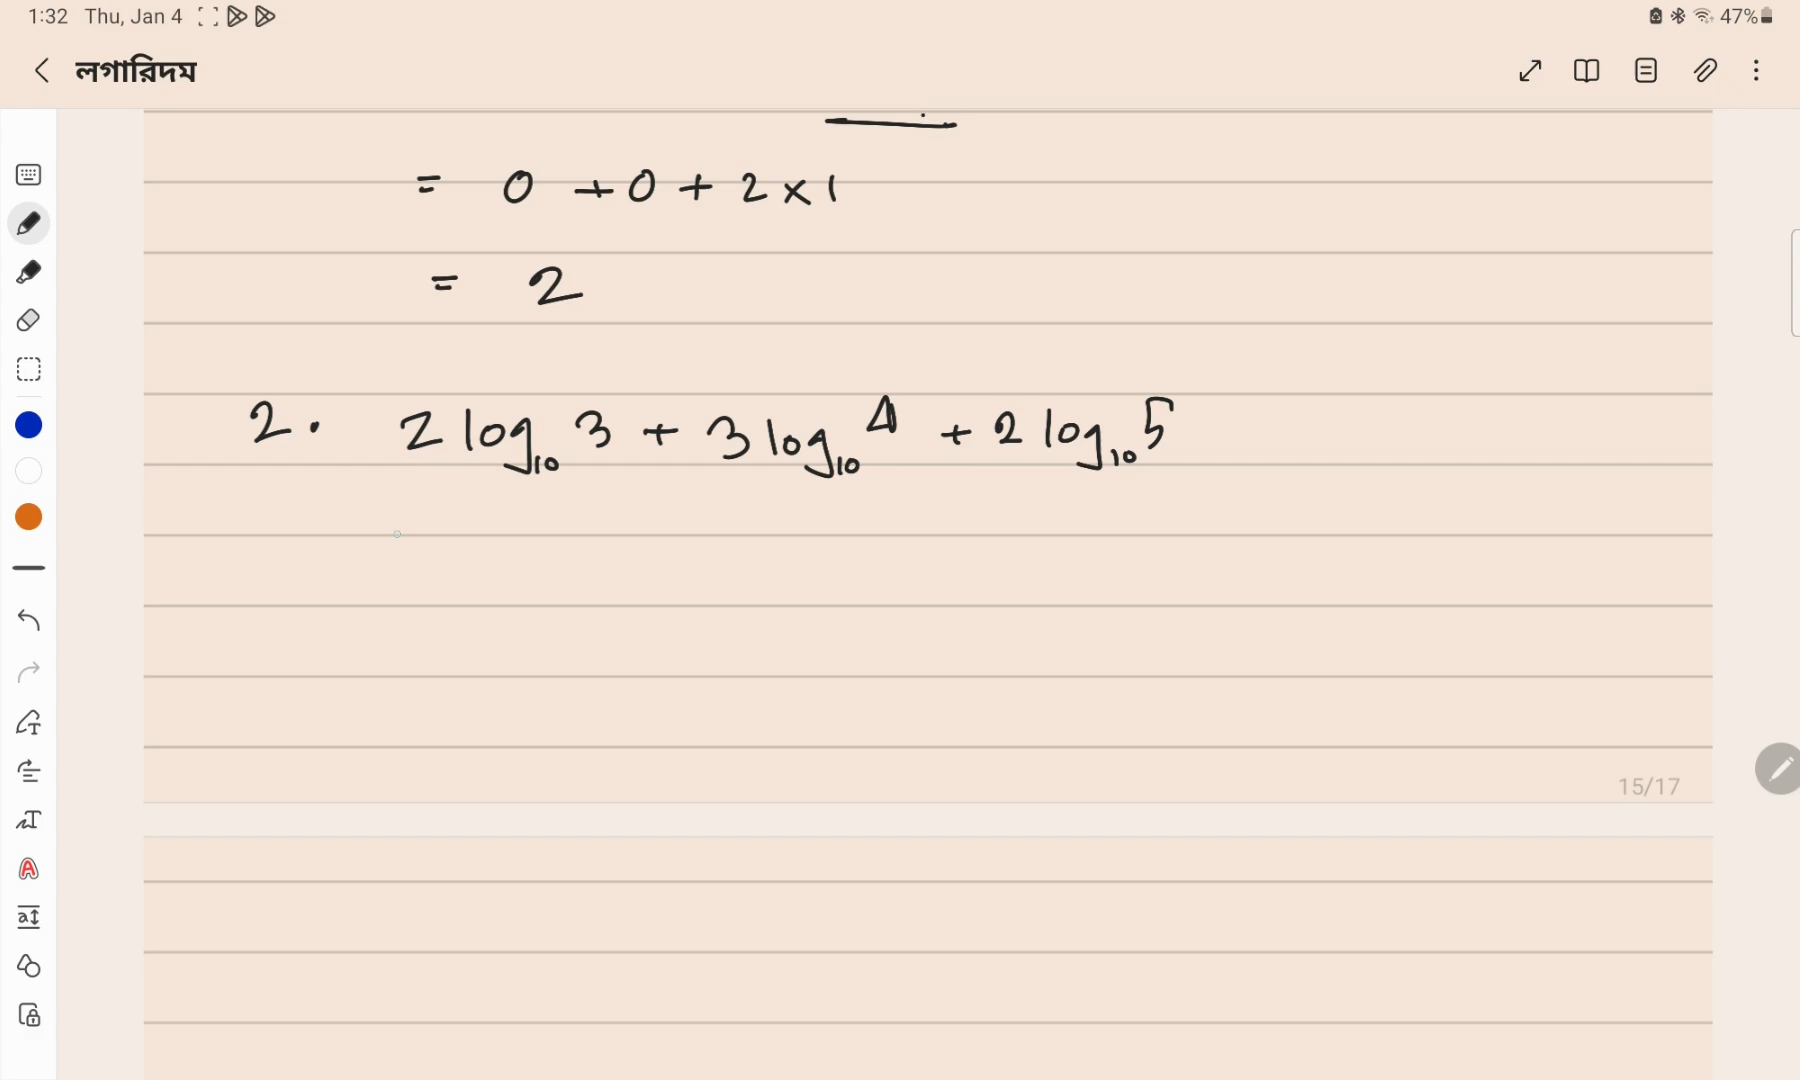 1:32 Thu, Jan 4 47%
লগারিদম
= 0 + 0 + 2 × 1
= 2
2. 2 log₁₀ 3 + 3 log₁₀ 4 + 2 log₁₀ 5
15/17